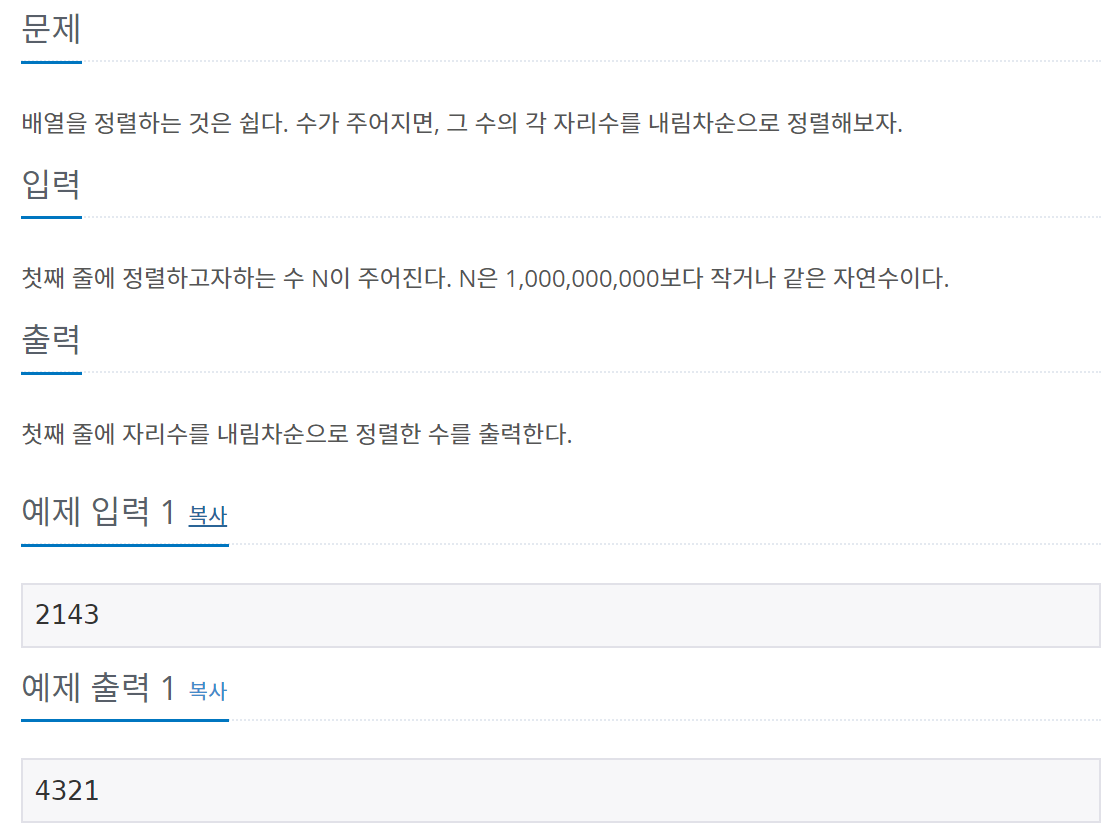 문제
배열을 정렬하는 것은 쉽다. 수가 주어지면, 그 수의 각 자리수를 내림차순으로 정렬해보자.
입력
첫째 줄에 정렬하고자하는 수 N이 주어진다. N은 1,000,000,000보다 작거나 같은 자연수이다.
출력
첫째 줄에 자리수를 내림차순으로 정렬한 수를 출력한다.
예제 입력 1 복사
2143
예제 출력 1 복사
4321